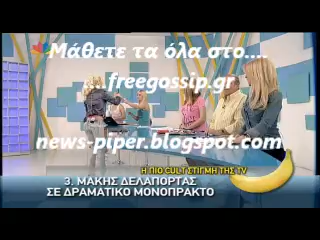 Μάθετε τα όλα στο....
....freegossip.gr
news-piper.blogspot.com
Η ΠΙΟ CULT ΣΤΙΓΜΗ ΤΗΣ TV
3. ΜΑΚΗΣ ΔΕΛΑΠΟΡΤΑΣ
ΣΕ ΔΡΑΜΑΤΙΚΟ ΜΟΝΟΠΡΑΚΤΟ